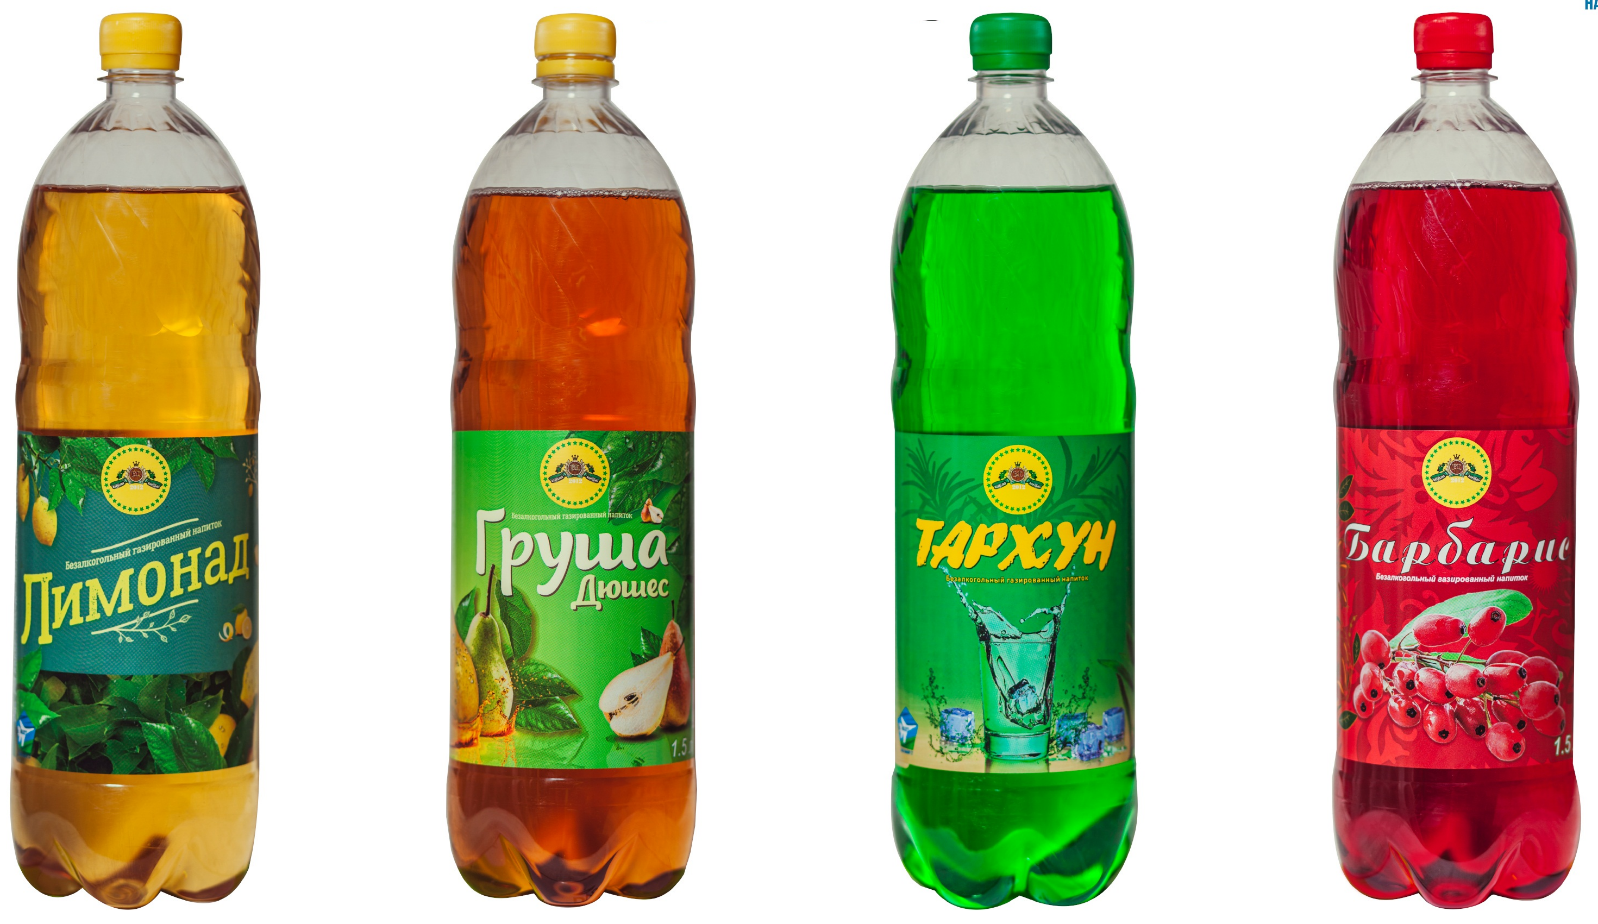 НА
Безалкогольный газированный напиток
Лимонад
Безалкогольный газированный напиток
Груша
Дюшес
1.5
ТАРХУН
Безалкогольный газированный напиток
Барбарис
Безалкогольный газированный напиток
1.5